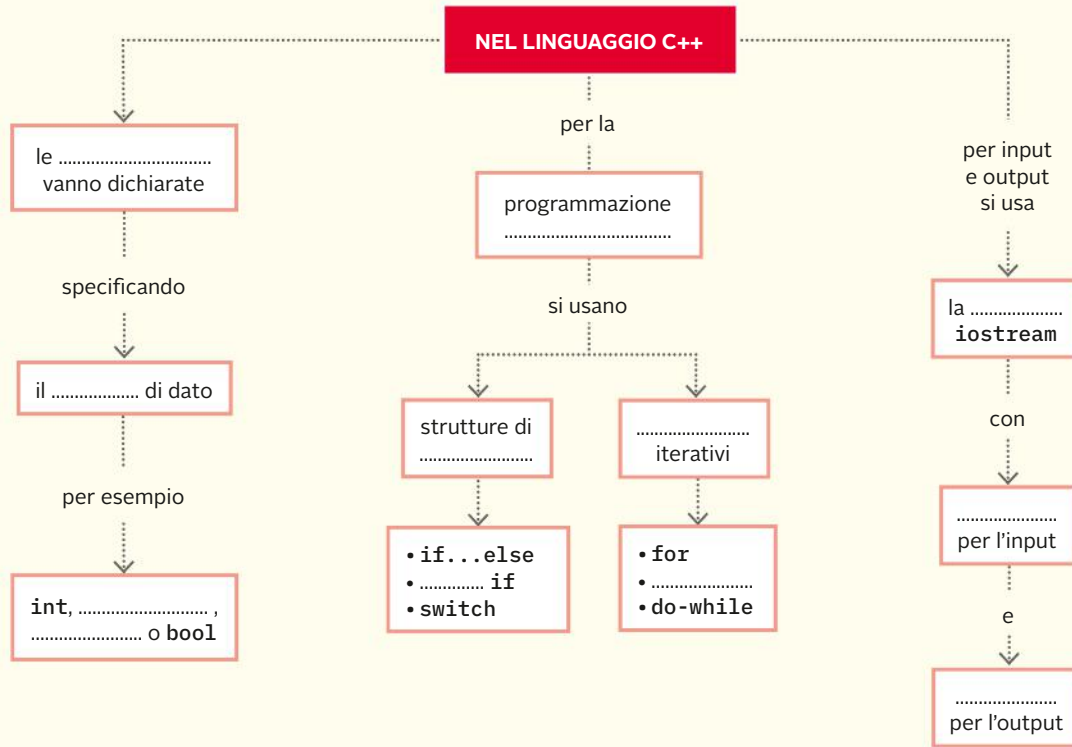 NEL LINGUAGGIO C++
le ..................................
vanno dichiarate
specificando
il ................... di dato
per esempio
int, ............................. ,
......................... o bool
per la
programmazione
.....................................
si usano
strutture di
.........................
• if...else
• .............. if
• switch
.........................
iterativi
• for
• ......................
• do-while
per input
e output
si usa
la .....................
iostream
con
......................
per l'input
e
......................
per l'output